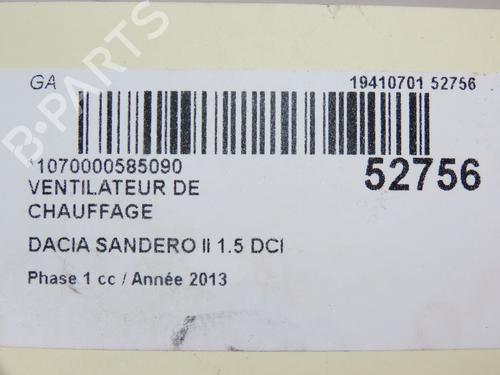 GA
19410701 52756
*1070000585090
52756
VENTILATEUR DE
CHAUFFAGE
DACIA SANDERO II 1.5 DCI
Phase 1 cc / Année 2013
B-PARTS